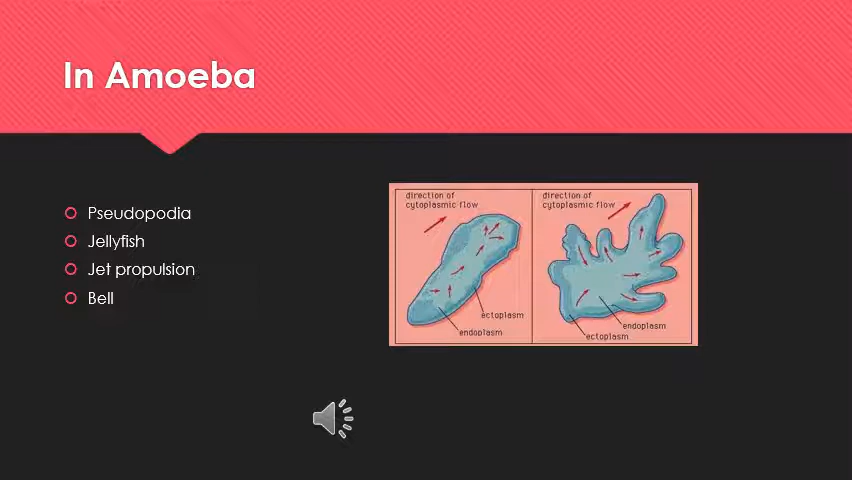 In Amoeba
Pseudopodia
Jellyfish
Jet propulsion
Bell
direction of
cytoplasmic flow
ectoplasm
endoplasm
direction of
cytoplasmic flow
endoplasm
ectoplasm